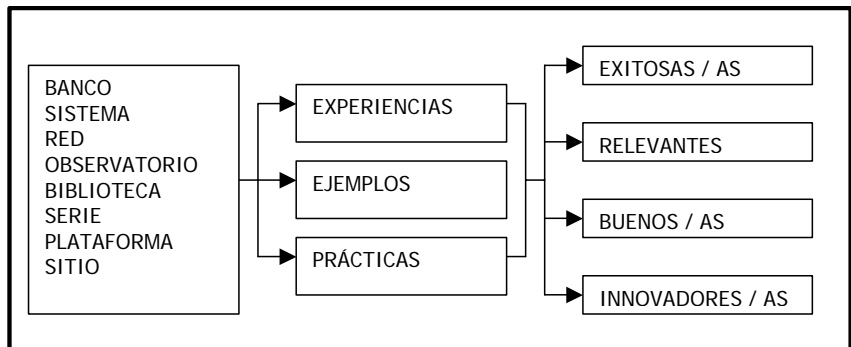 BANCO
SISTEMA
RED
OBSERVATORIO
BIBLIOTECA
SERIE
PLATAFORMA
SITIO
EXPERIENCIAS
EJEMPLOS
PRÁCTICAS
EXITOSAS / AS
RELEVANTES
BUENOS / AS
INNOVADORES / AS